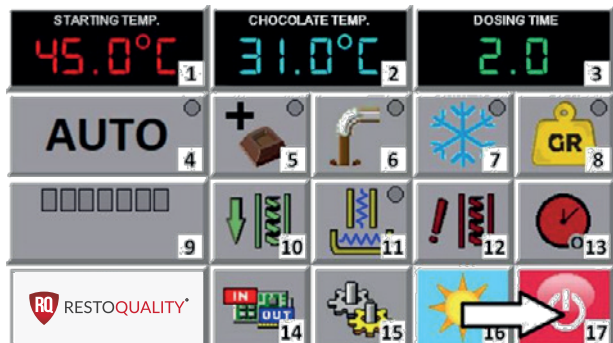 STARTING TEMP. CHOCOLATE TEMP. DOSING TIME
45.0°C 1 31.0°C 2 2.0 3
AUTO 4 + 5 6 7 GR 8
9 10 ! 11 12 13
RQ RESTOQUALITY IN OUT 14 15 16 17